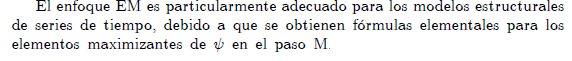 El enfoque EM es particularmente adecuado para los modelos estructurales
de series de tiempo, debido a que se obtienen fórmulas elementales para los
elementos maximizantes de ψ en el paso M.